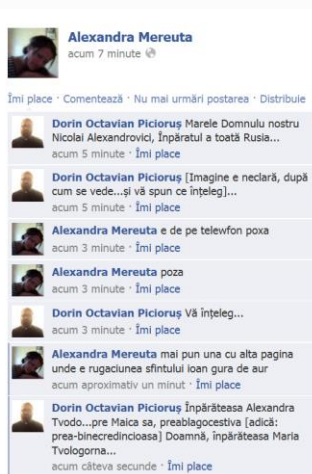 Alexandra Mereuta
acum 7 minute
Îmi place · Comentează · Nu mai urmări postarea · Distribuie
Dorin Octavian Picioruș Marele Domnulu nostru
Nicolai Alexandrovici, Înpăratul a toată Rusia...
acum 5 minute · Îmi place
Dorin Octavian Picioruș [Imagine e neclară, după
cum se vede...și vă spun ce înțeleg]...
acum 5 minute · Îmi place
Alexandra Mereuta e de pe telewfon poxa
acum 3 minute · Îmi place
Alexandra Mereuta poza
acum 3 minute · Îmi place
Dorin Octavian Picioruș Vă înțeleg...
acum 3 minute · Îmi place
Alexandra Mereuta mai pun una cu alta pagina
unde e rugaciunea sfintului ioan gura de aur
acum aproximativ un minut · Îmi place
Dorin Octavian Picioruș Înpărăteasa Alexandra
Tvodo...pre Maica sa, preablagocestiva [adică:
prea-binecredincioasa] Doamnă, înpărăteasa Maria
Tvologorna...
acum câteva secunde · Îmi place